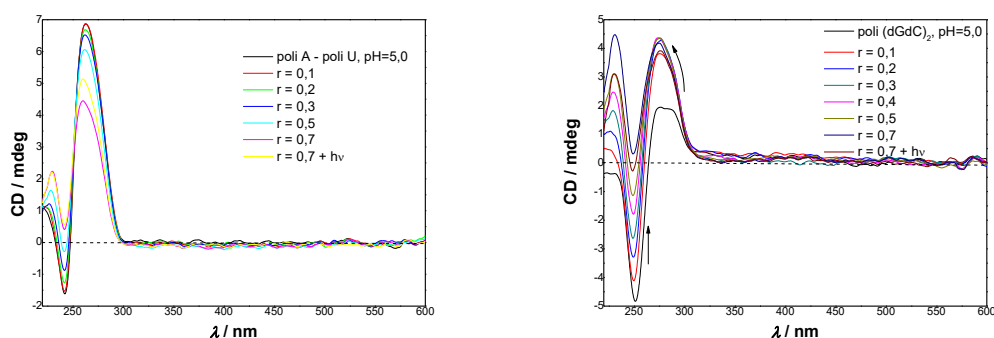 7
6
5
4
3
2
1
0
-1
-2
CD / mdeg
poli A - poli U, pH=5,0
r = 0,1
r = 0,2
r = 0,3
r = 0,5
r = 0,7
r = 0,7 + hν
250 300 350 400 450 500 550 600
λ / nm
5
4
3
2
1
0
-1
-2
-3
-4
-5
CD / mdeg
poli (dGdC)₂, pH=5,0
r = 0,1
r = 0,2
r = 0,3
r = 0,4
r = 0,5
r = 0,7
r = 0,7 + hν
250 300 350 400 450 500 550 600
λ / nm